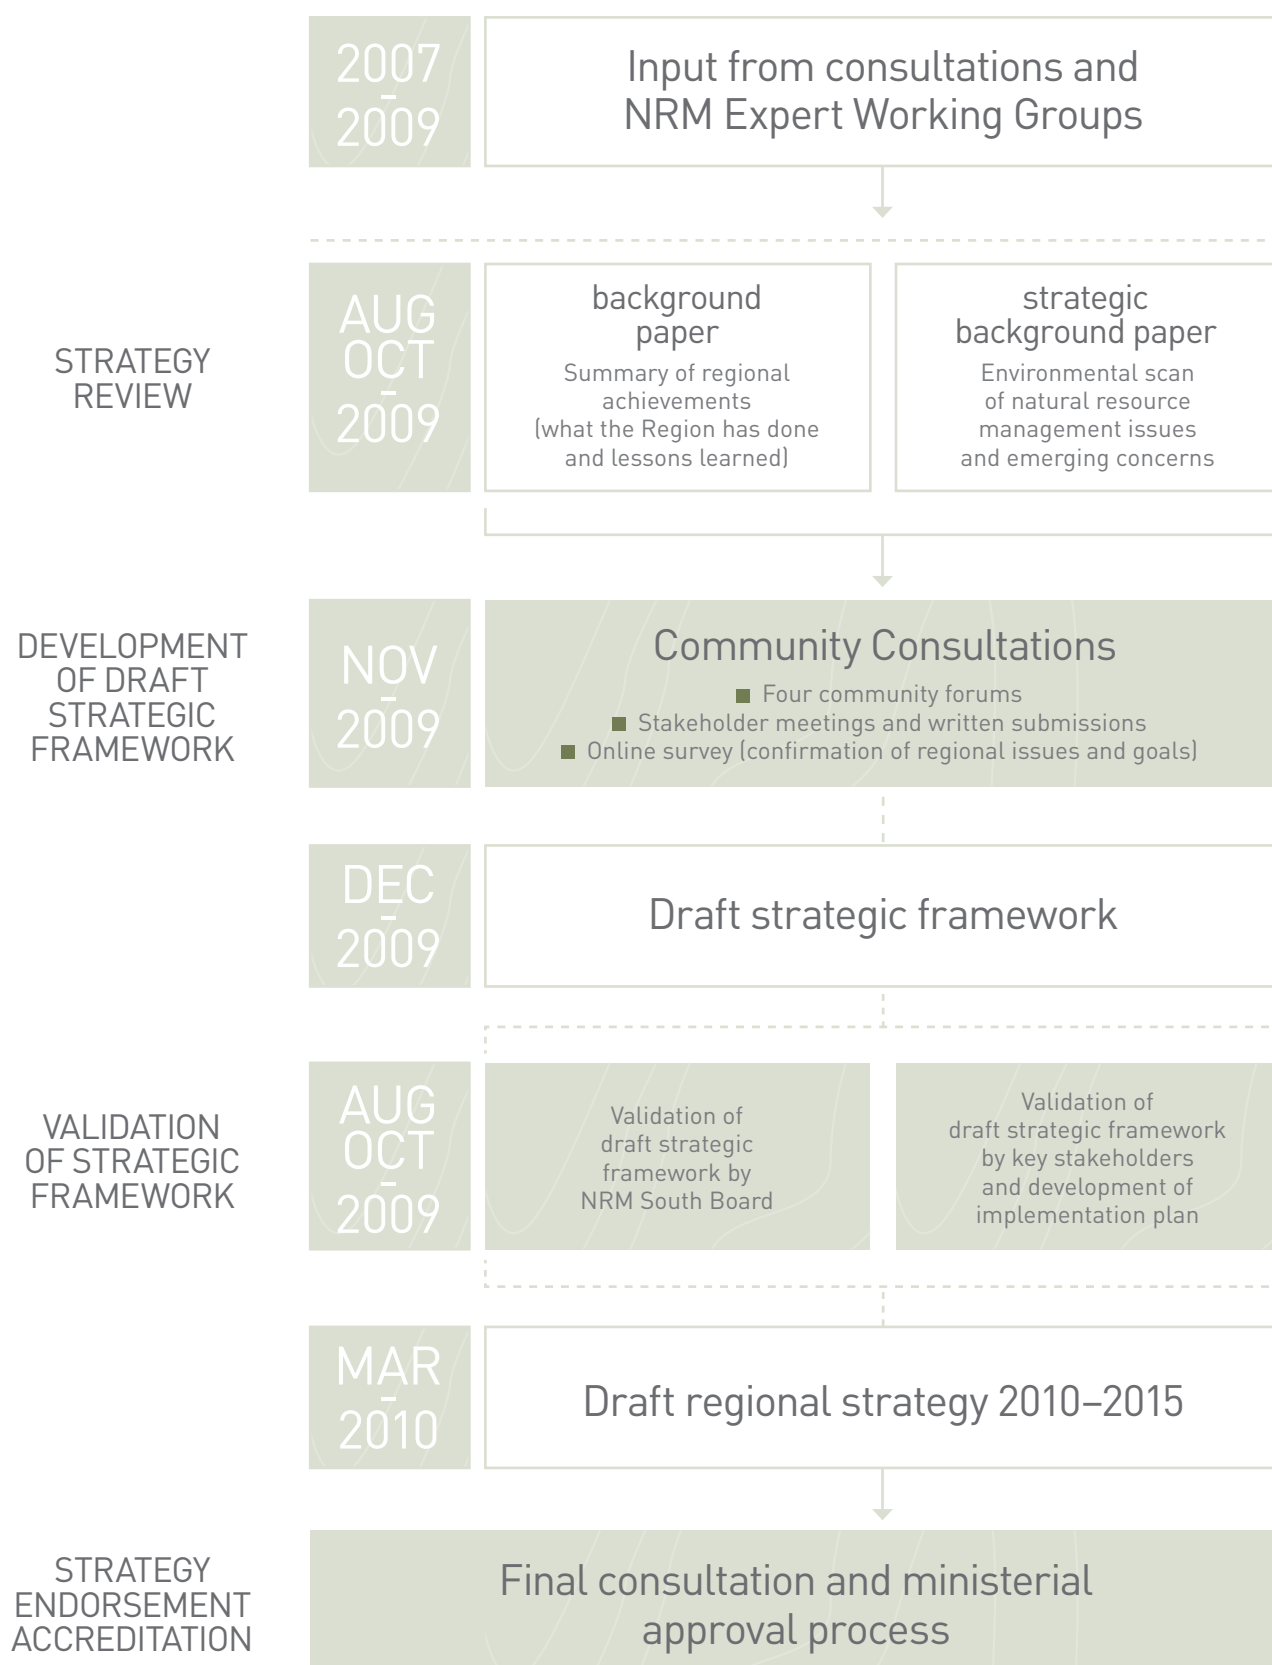 2007
–
2009
Input from consultations and
NRM Expert Working Groups
STRATEGY
REVIEW
AUG
OCT
–
2009
background
paper
Summary of regional
achievements
(what the Region has done
and lessons learned)
strategic
background paper
Environmental scan
of natural resource
management issues
and emerging concerns
DEVELOPMENT
OF DRAFT
STRATEGIC
FRAMEWORK
NOV
–
2009
Community Consultations
■ Four community forums
■ Stakeholder meetings and written submissions
■ Online survey (confirmation of regional issues and goals)
DEC
–
2009
Draft strategic framework
VALIDATION
OF STRATEGIC
FRAMEWORK
AUG
OCT
–
2009
Validation of
draft strategic
framework by
NRM South Board
Validation of
draft strategic framework
by key stakeholders
and development of
implementation plan
MAR
–
2010
Draft regional strategy 2010–2015
STRATEGY
ENDORSEMENT
ACCREDITATION
Final consultation and ministerial
approval process